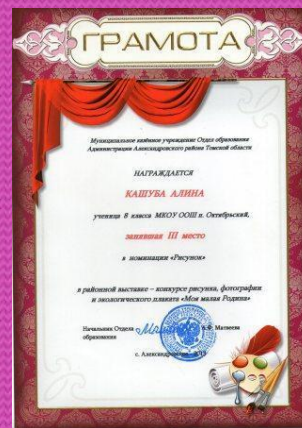 ГРАМОТА
Муниципальное казённое учреждение Отдел образования
Администрации Александровского района Томской области
НАГРАЖДАЕТСЯ
КАШУБА АЛИНА
ученица 8 класса МКОУ ООШ п. Октябрьский,
занявшая III место
в номинации «Рисунок»
в районной выставке – конкурсе рисунка, фотографии
и экологического плаката «Моя малая Родина»
Начальник Отдела А.Ф. Матвеева
образования
с. Александровское